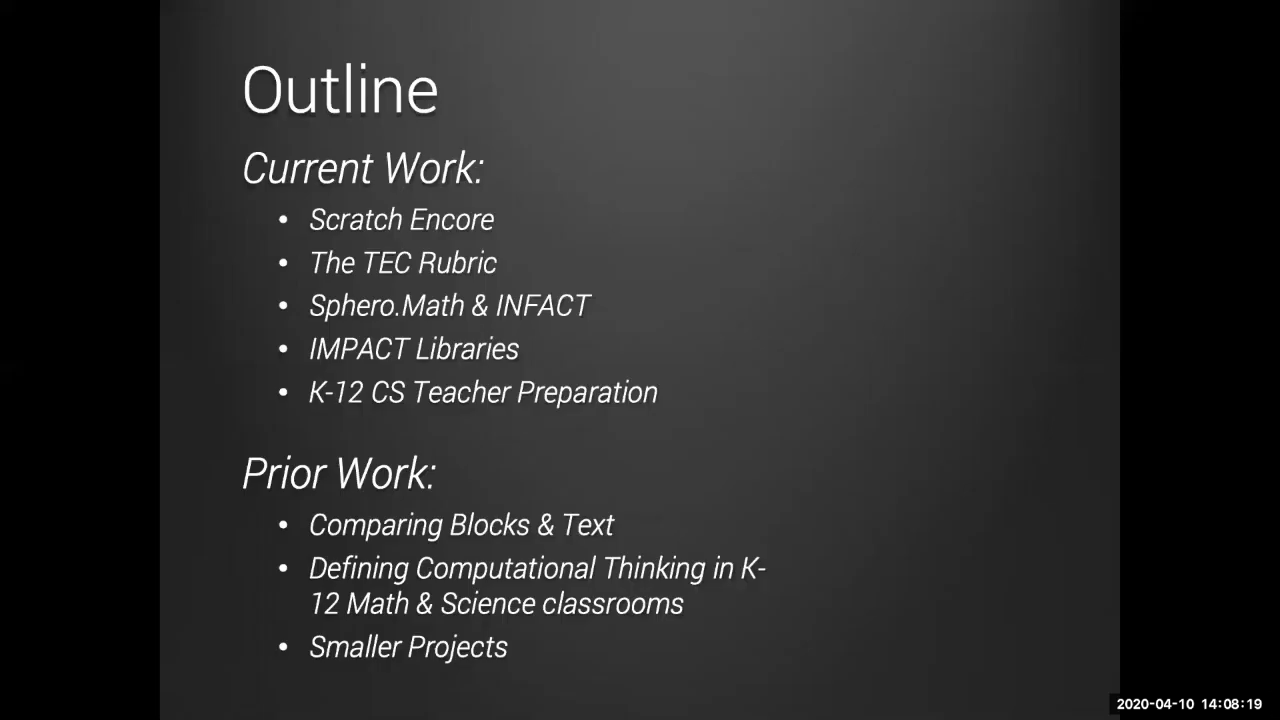 Outline
Current Work:
• Scratch Encore
• The TEC Rubric
• Sphero.Math & INFACT
• IMPACT Libraries
• K-12 CS Teacher Preparation
Prior Work:
• Comparing Blocks & Text
• Defining Computational Thinking in K-
12 Math & Science classrooms
• Smaller Projects
2020-04-10 14:08:19